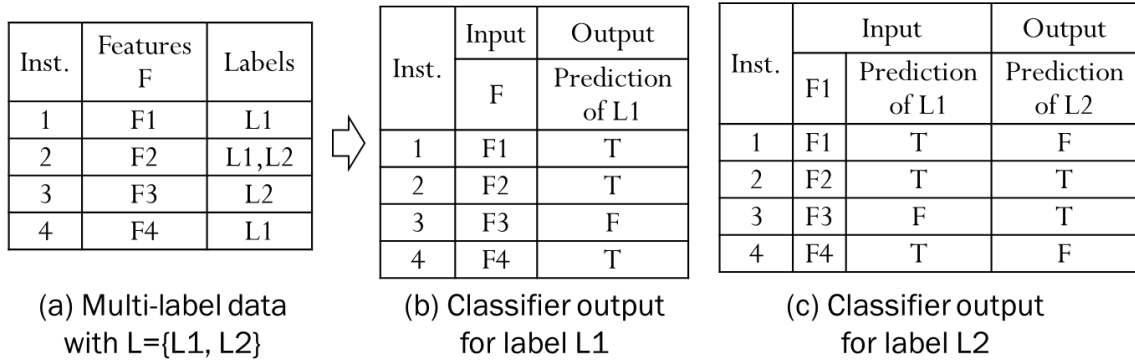 Inst. Features F Labels
1 F1 L1
2 F2 L1,L2
3 F3 L2
4 F4 L1
(a) Multi-label data
with L={L1, L2}
Inst. Input Output
F Prediction of L1
1 F1 T
2 F2 T
3 F3 F
4 F4 T
(b) Classifier output
for label L1
Inst. Input Output
F1 Prediction of L1 Prediction of L2
1 F1 T F
2 F2 T T
3 F3 F T
4 F4 T F
(c) Classifier output
for label L2